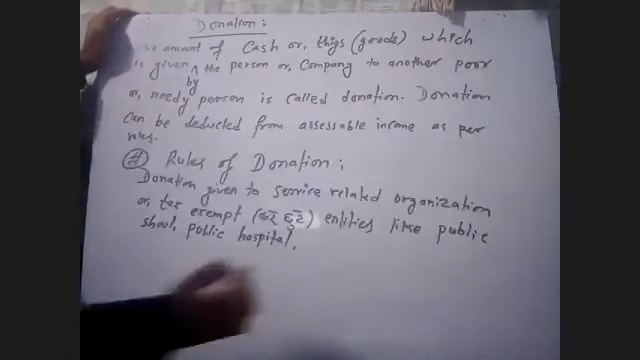 Donation :
amount of Cash or, thigs (goods) which
is given by the person or, Company to another poor
or, needy person is called donation. Donation
Can be deducted from assessable income as per
rules.
# Rules of Donation :
Donation given to service related organization
or, tax exempt (कर छुट) entities like public
shool, public hospital.